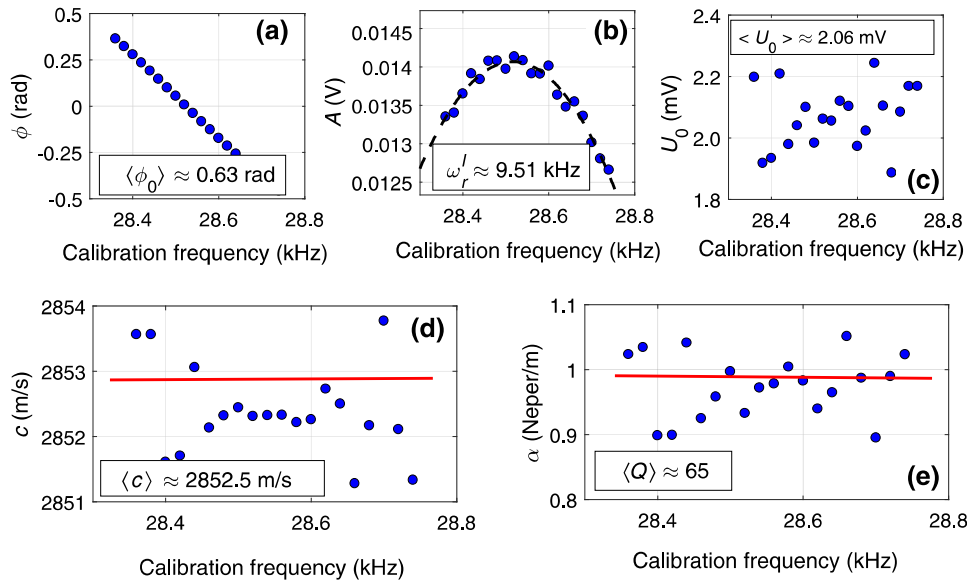 (a)
0.5
0.25
0
-0.25
-0.5
ϕ (rad)
⟨ϕ0⟩ ≈ 0.63 rad
28.4
28.6
28.8
Calibration frequency (kHz)
(b)
0.0145
0.014
0.0135
0.013
0.0125
A (V)
ω_r^l ≈ 9.51 kHz
28.4
28.6
28.8
Calibration frequency (kHz)
< U_0 > ≈ 2.06 mV
2.4
2.2
2.0
1.8
U_0 (mV)
(c)
28.4
28.6
28.8
Calibration frequency (kHz)
(d)
2854
2853
2852
2851
c (m/s)
⟨c⟩ ≈ 2852.5 m/s
28.4
28.6
28.8
Calibration frequency (kHz)
1.1
1
0.9
0.8
α (Neper/m)
⟨Q⟩ ≈ 65
(e)
28.4
28.6
28.8
Calibration frequency (kHz)